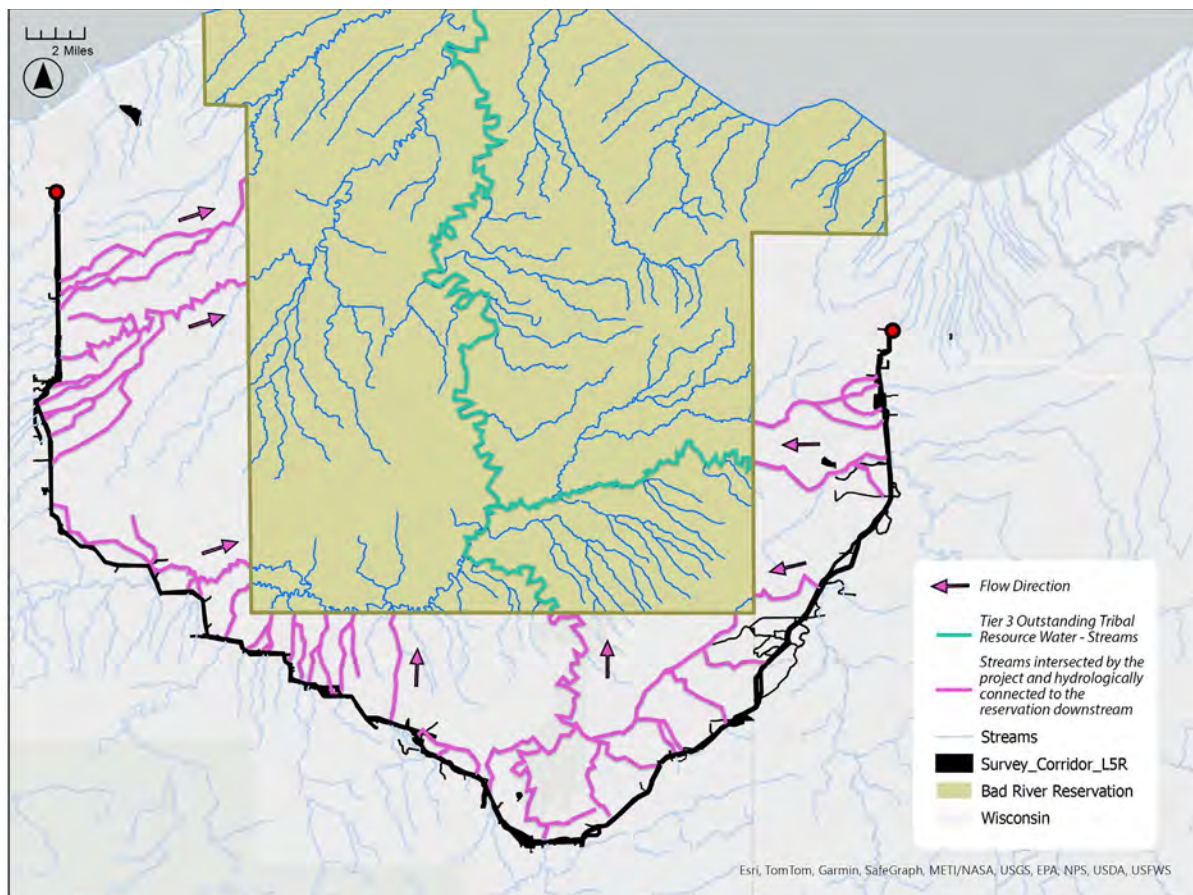 2 Miles
Flow Direction
Tier 3 Outstanding Tribal
Resource Water - Streams
Streams intersected by the
project and hydrologically
connected to the
reservation downstream
Streams
Survey_Corridor_L5R
Bad River Reservation
Wisconsin
Esri, TomTom, Garmin, SafeGraph, METI/NASA, USGS, EPA, NPS, USDA, USFWS